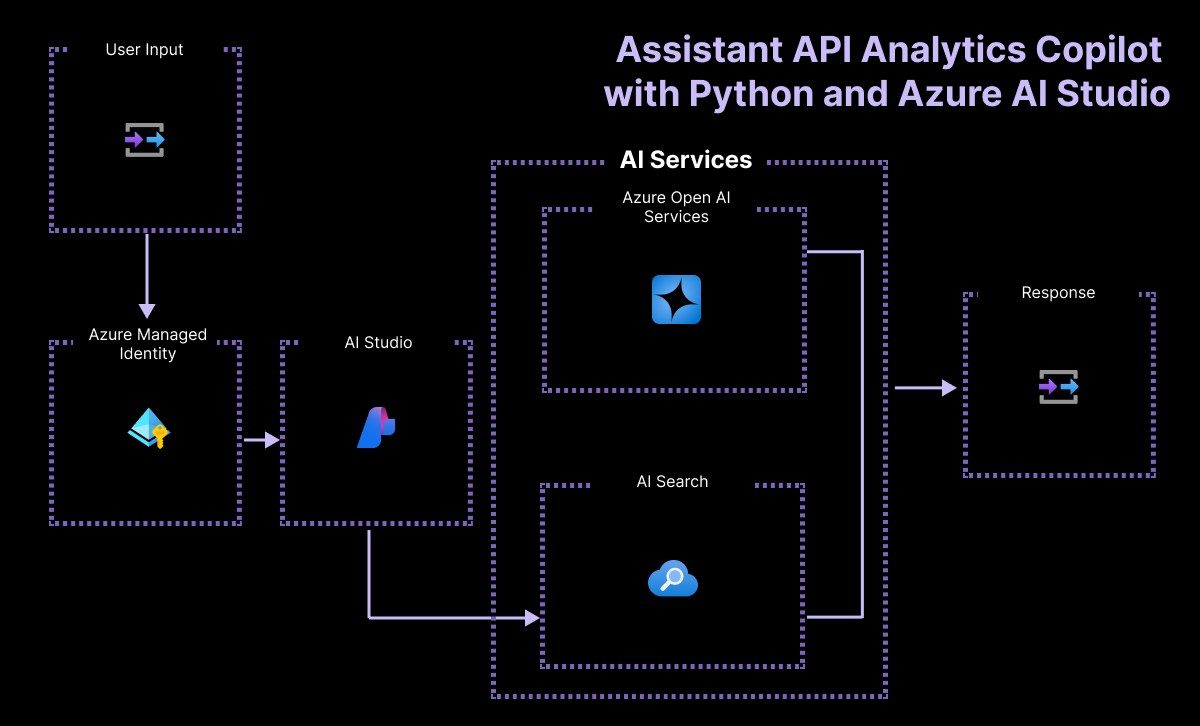 Assistant API Analytics Copilot
with Python and Azure AI Studio
User Input
Azure Managed
Identity
AI Studio
AI Services
Azure Open AI
Services
AI Search
Response